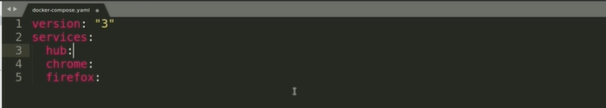 docker-compose.yaml
1 version: "3"
2 services:
3   hub:
4   chrome:
5   firefox: